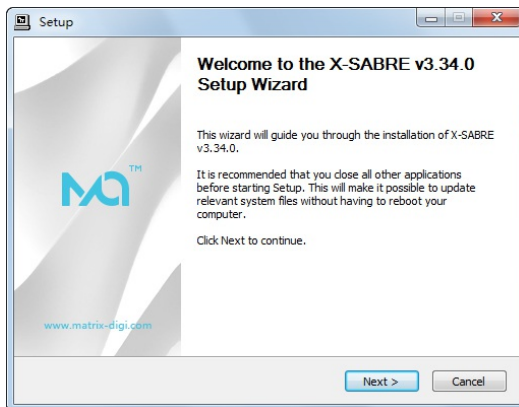 Setup
Welcome to the X-SABRE v3.34.0
Setup Wizard
This wizard will guide you through the installation of X-SABRE
v3.34.0.
It is recommended that you close all other applications
before starting Setup. This will make it possible to update
relevant system files without having to reboot your
computer.
Click Next to continue.
TM
www.matrix-digi.com
Next >
Cancel